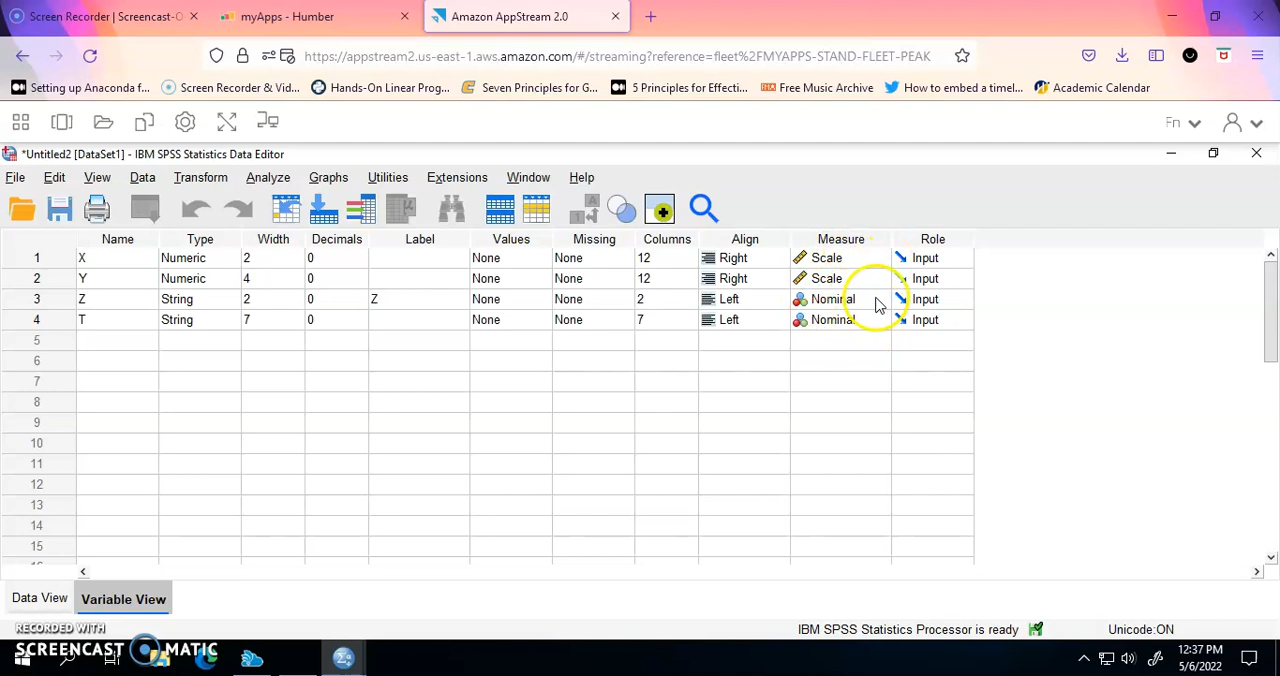 Screen Recorder | Screencast-O
myApps - Humber
Amazon AppStream 2.0
https://appstream2.us-east-1.aws.amazon.com/#/streaming?reference=fleet%2FMYAPPS-STAND-FLEET-PEAK
Setting up Anaconda f...
Screen Recorder & Vid...
Hands-On Linear Prog...
Seven Principles for G...
5 Principles for Effecti...
Free Music Archive
How to embed a timel...
Academic Calendar
Fn
*Untitled2 [DataSet1] - IBM SPSS Statistics Data Editor
File Edit View Data Transform Analyze Graphs Utilities Extensions Window Help
Name Type Width Decimals Label Values Missing Columns Align Measure Role
1 X Numeric 2 0 None None 12 Right Scale Input
2 Y Numeric 4 0 None None 12 Right Scale Input
3 Z String 2 0 Z None None 2 Left Nominal Input
4 T String 7 0 None None 7 Left Nominal Input
5
6
7
8
9
10
11
12
13
14
15
Data View Variable View
IBM SPSS Statistics Processor is ready Unicode:ON
RECORDED WITH
SCREENCAST MATIC
12:37 PM
5/6/2022